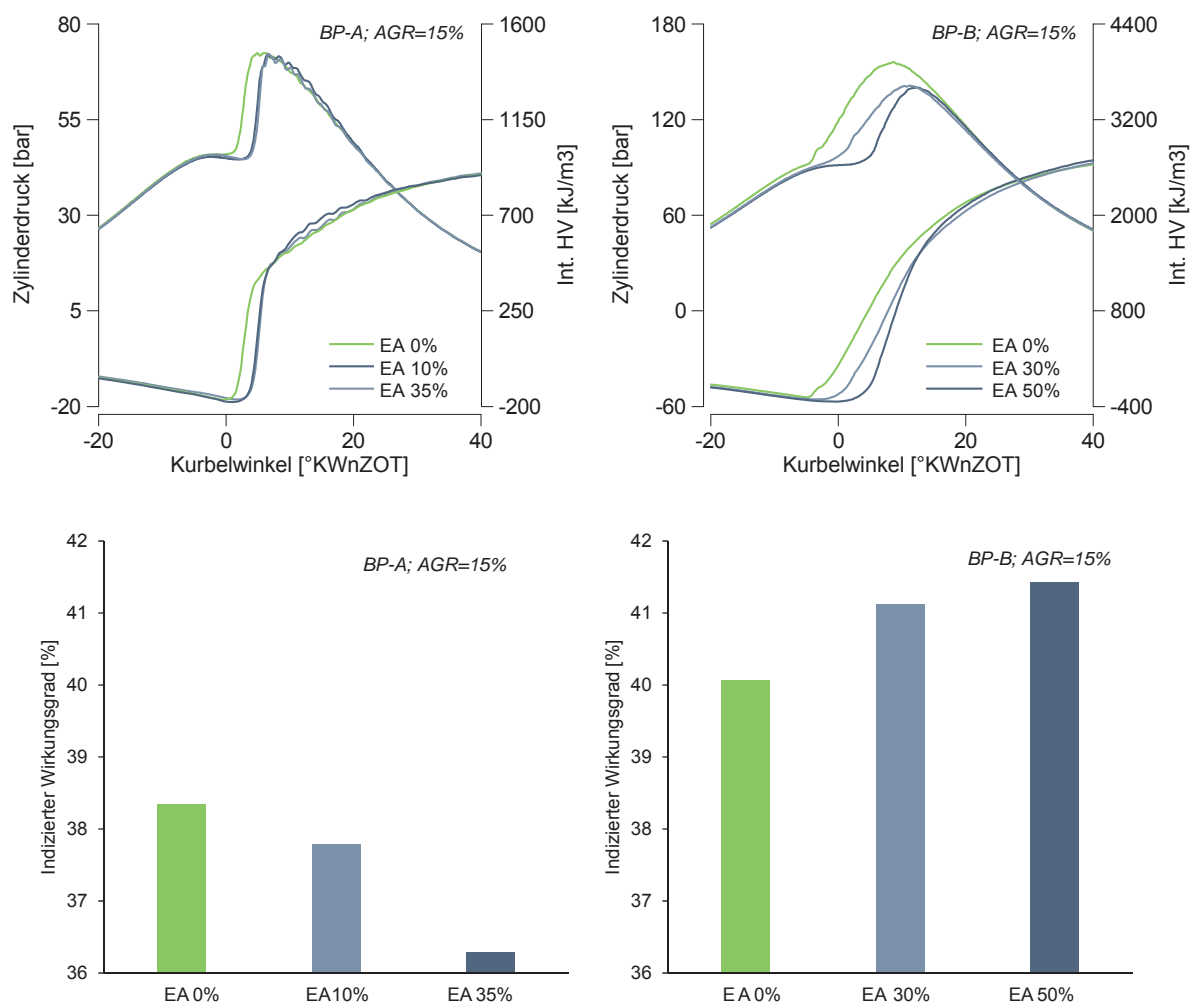 BP-A; AGR=15%
Zylinderdruck [bar]
80
55
30
5
-20
1600
1150
700
250
-200
Int. HV [kJ/m3]
EA 0%
EA 10%
EA 35%
-20 0 20 40
Kurbelwinkel [°KWnZOT]
BP-B; AGR=15%
Zylinderdruck [bar]
180
120
60
0
-60
4400
3200
2000
800
-400
Int. HV [kJ/m3]
EA 0%
EA 30%
EA 50%
-20 0 20 40
Kurbelwinkel [°KWnZOT]
BP-A; AGR=15%
Indizierter Wirkungsgrad [%]
42
41
40
39
38
37
36
EA 0% EA10% EA 35%
BP-B; AGR=15%
Indizierter Wirkungsgrad [%]
42
41
40
39
38
37
36
EA 0% EA 30% EA 50%